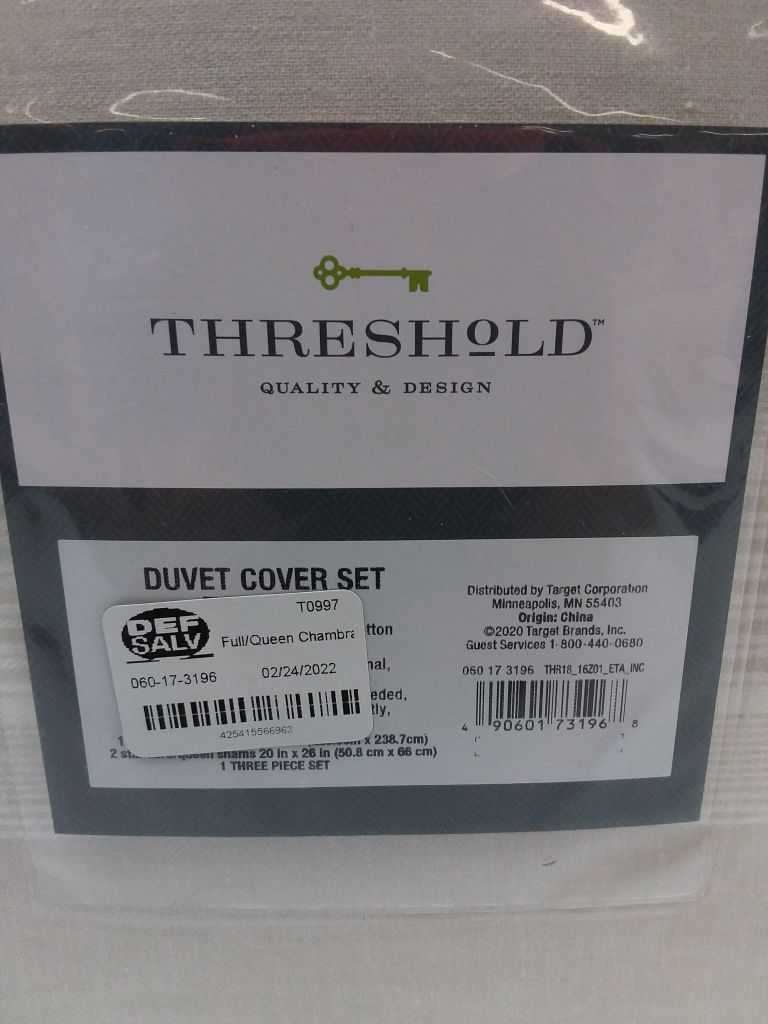 THRESHOLD™
QUALITY & DESIGN
DUVET COVER SET
T0997
DEF
SALV
Full/Queen Chambra
060-17-3196
02/24/2022
425415566963
tton
nal,
eded,
tly,
1
x 238.7cm)
2 shams 20 in x 26 in (50.8 cm x 66 cm)
1 THREE PIECE SET
Distributed by Target Corporation
Minneapolis, MN 55403
Origin: China
©2020 Target Brands, Inc.
Guest Services 1-800-440-0680
060 17 3196 THR18_16Z01_ETA_INC
4 90601 73196 8